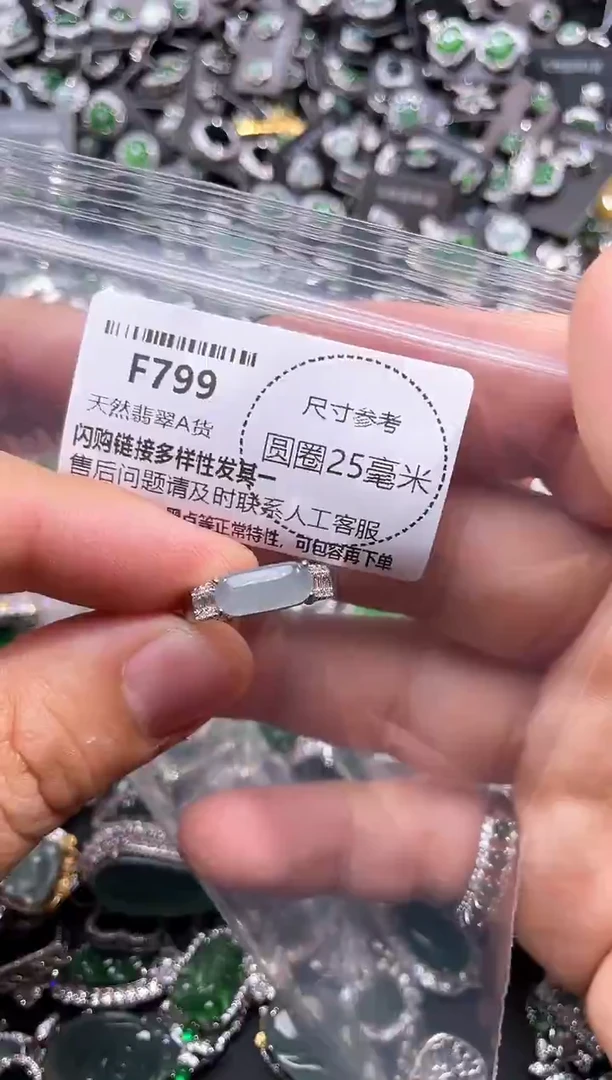 F799
天然翡翠A货
尺寸参考
圆圈25毫米
闪购链接多样性发其一
售后问题请及时联系人工客服
点等正常特性，可包容再下单